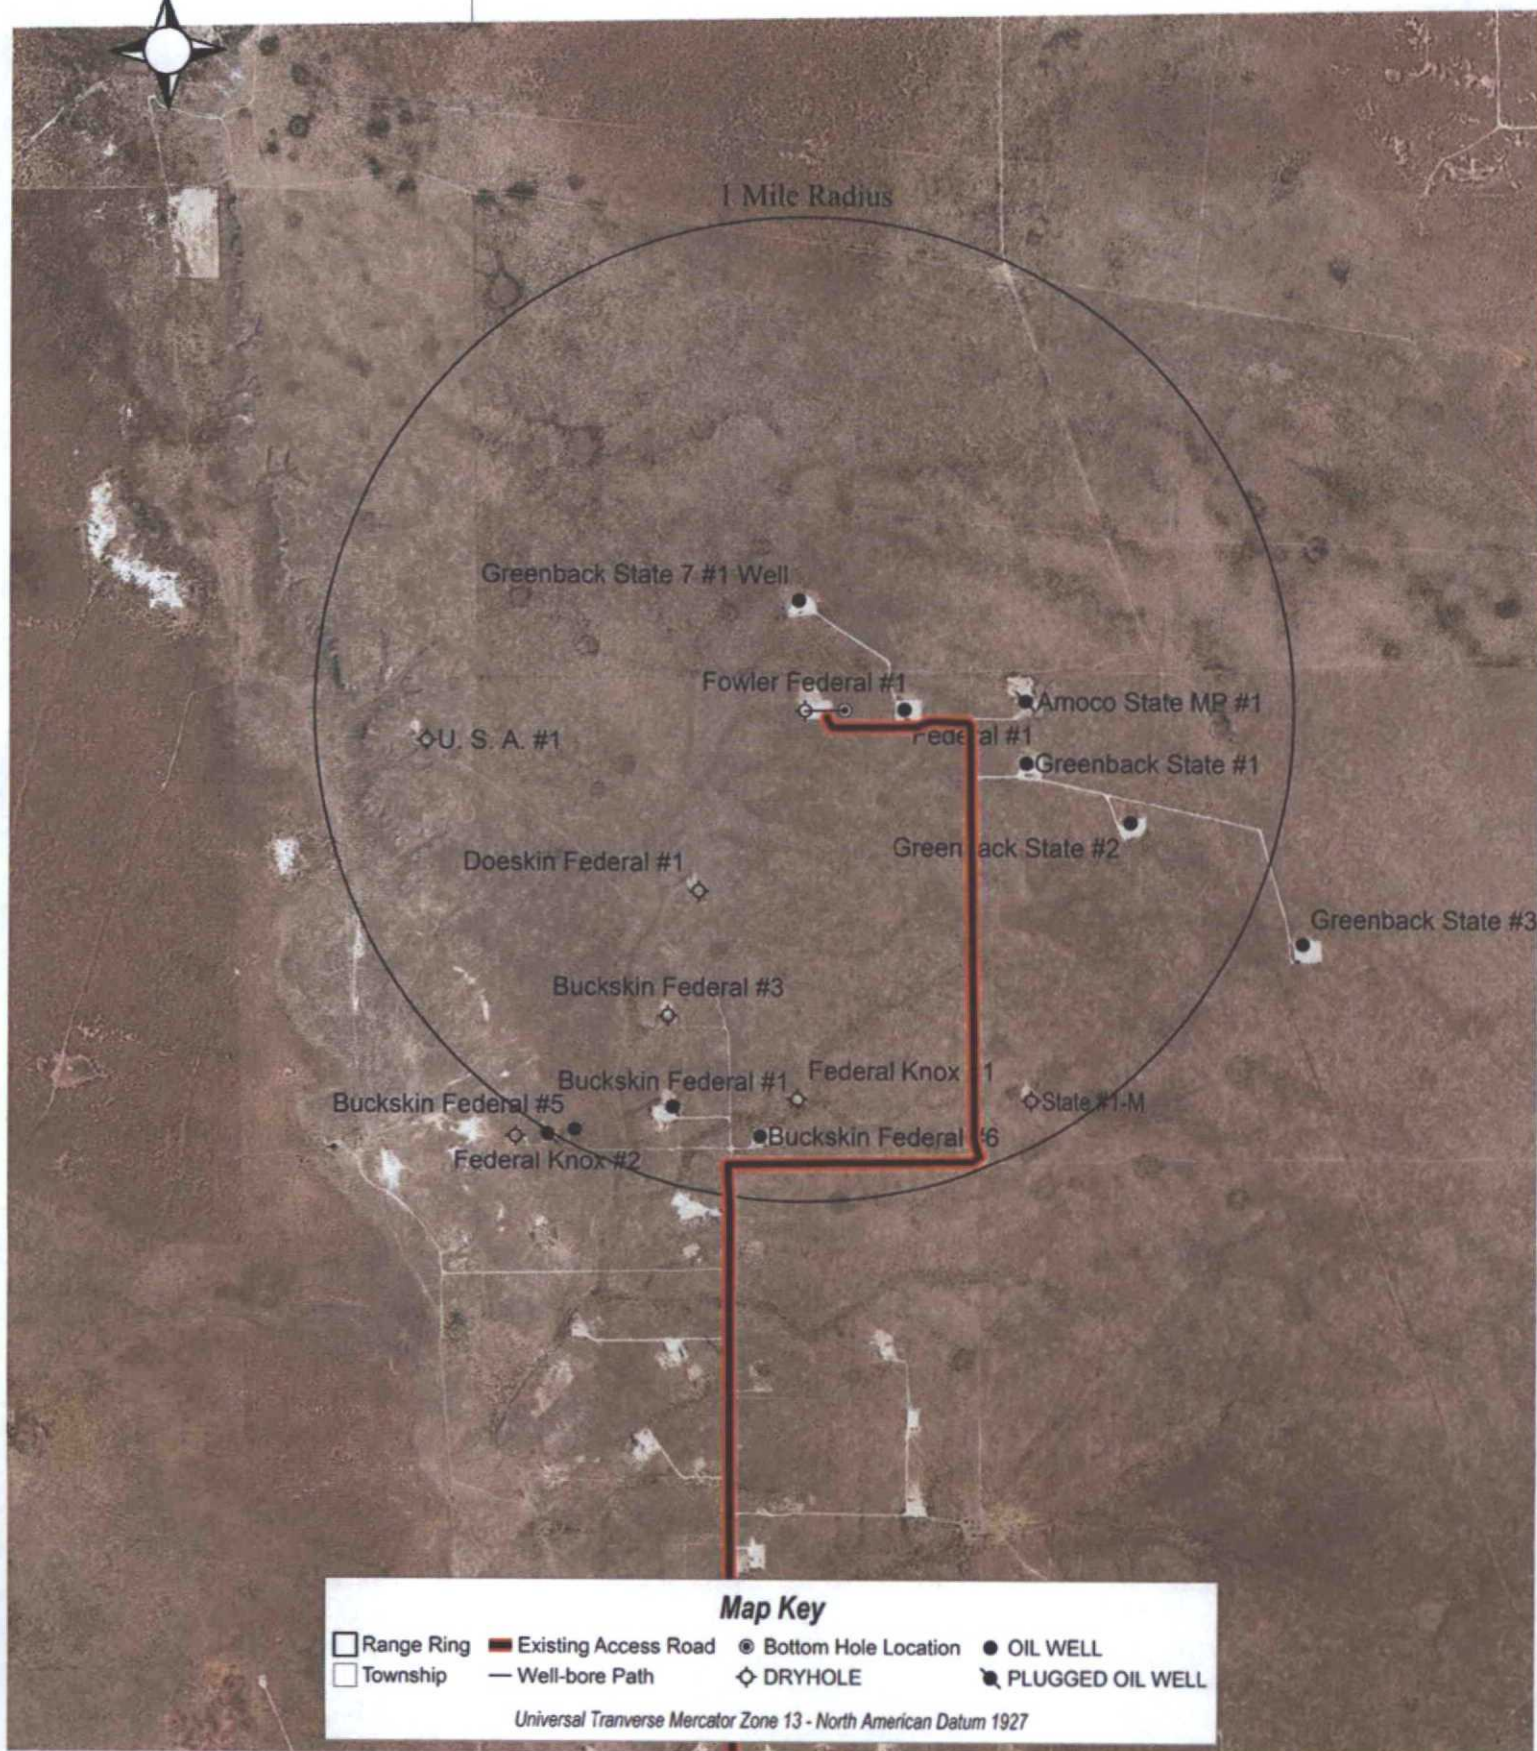 1 Mile Radius
Greenback State 7 #1 Well
Fowler Federal #1
Amoco State MP #1
Federal #1
U. S. A. #1
Greenback State #1
Greenback State #2
Doeskin Federal #1
Greenback State #3
Buckskin Federal #3
Federal Knox #1
Buckskin Federal #1
Buckskin Federal #5
State #1-M
Buckskin Federal #6
Federal Knox #2
Map Key
Range Ring Existing Access Road Bottom Hole Location OIL WELL
Township Well-bore Path DRYHOLE PLUGGED OIL WELL
Universal Tranverse Mercator Zone 13 - North American Datum 1927